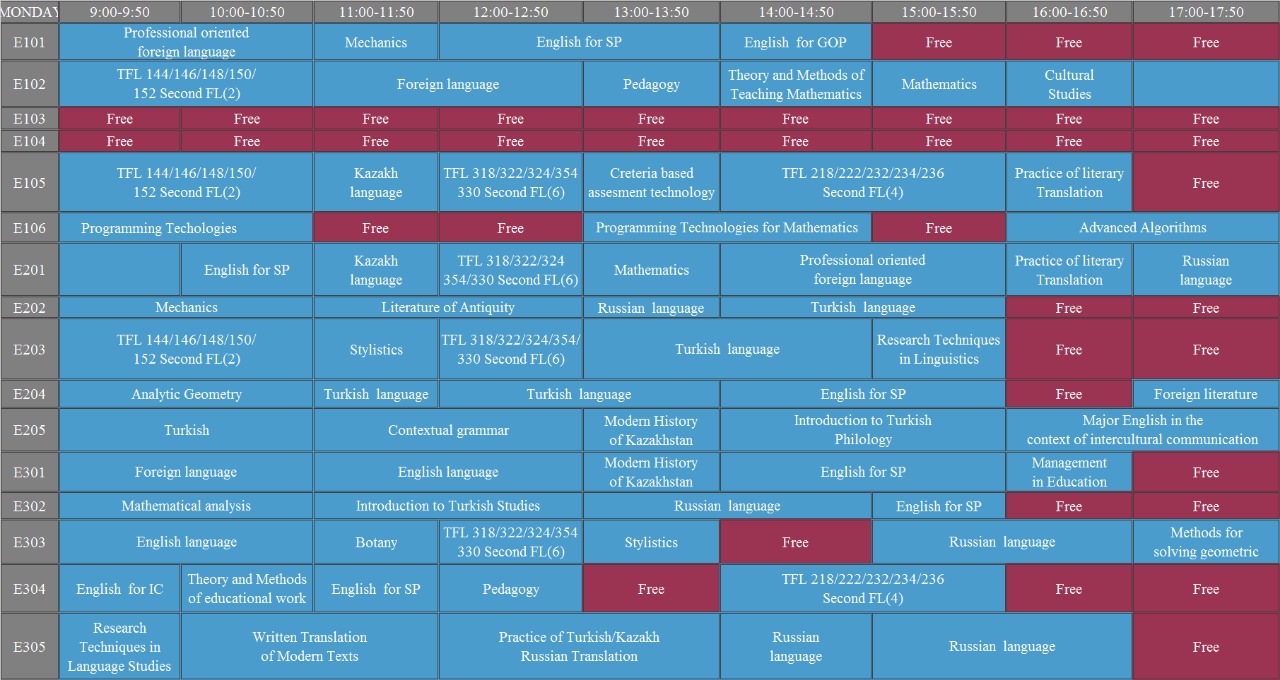 MONDAY 9:00-9:50 10:00-10:50 11:00-11:50 12:00-12:50 13:00-13:50 14:00-14:50 15:00-15:50 16:00-16:50 17:00-17:50
E101
Professional oriented
foreign language
Mechanics
English for SP
English for GOP
Free
Free
Free
E102
TFL 144/146/148/150/
152 Second FL(2)
Foreign language
Pedagogy
Theory and Methods of
Teaching Mathematics
Mathematics
Cultural
Studies
E103
Free
Free
Free
Free
Free
Free
Free
Free
Free
E104
Free
Free
Free
Free
Free
Free
Free
Free
Free
E105
TFL 144/146/148/150/
152 Second FL(2)
Kazakh
language
TFL 318/322/324/354
330 Second FL(6)
Creteria based
assesment technology
TFL 218/222/232/234/236
Second FL(4)
Practice of literary
Translation
Free
E106
Programming Techologies
Free
Free
Programming Technologies for Mathematics
Free
Advanced Algorithms
E201
English for SP
Kazakh
language
TFL 318/322/324
354/330 Second FL(6)
Mathematics
Professional oriented
foreign language
Practice of literary
Translation
Russian
language
E202
Mechanics
Literature of Antiquity
Russian language
Turkish language
Free
Free
E203
TFL 144/146/148/150/
152 Second FL(2)
Stylistics
TFL 318/322/324/354/
330 Second FL(6)
Turkish language
Research Techniques
in Linguistics
Free
Free
E204
Analytic Geometry
Turkish language
Turkish language
English for SP
Free
Foreign literature
E205
Turkish
Contextual grammar
Modern History
of Kazakhstan
Introduction to Turkish
Philology
Major English in the
context of intercultural communication
E301
Foreign language
English language
Modern History
of Kazakhstan
English for SP
Management
in Education
Free
E302
Mathematical analysis
Introduction to Turkish Studies
Russian language
English for SP
Free
Free
E303
English language
Botany
TFL 318/322/324/354
330 Second FL(6)
Stylistics
Free
Russian language
Methods for
solving geometric
E304
English for IC
Theory and Methods
of educational work
English for SP
Pedagogy
Free
TFL 218/222/232/234/236
Second FL(4)
Free
Free
E305
Research
Techniques in
Language Studies
Written Translation
of Modern Texts
Practice of Turkish/Kazakh
Russian Translation
Russian
language
Russian language
Free